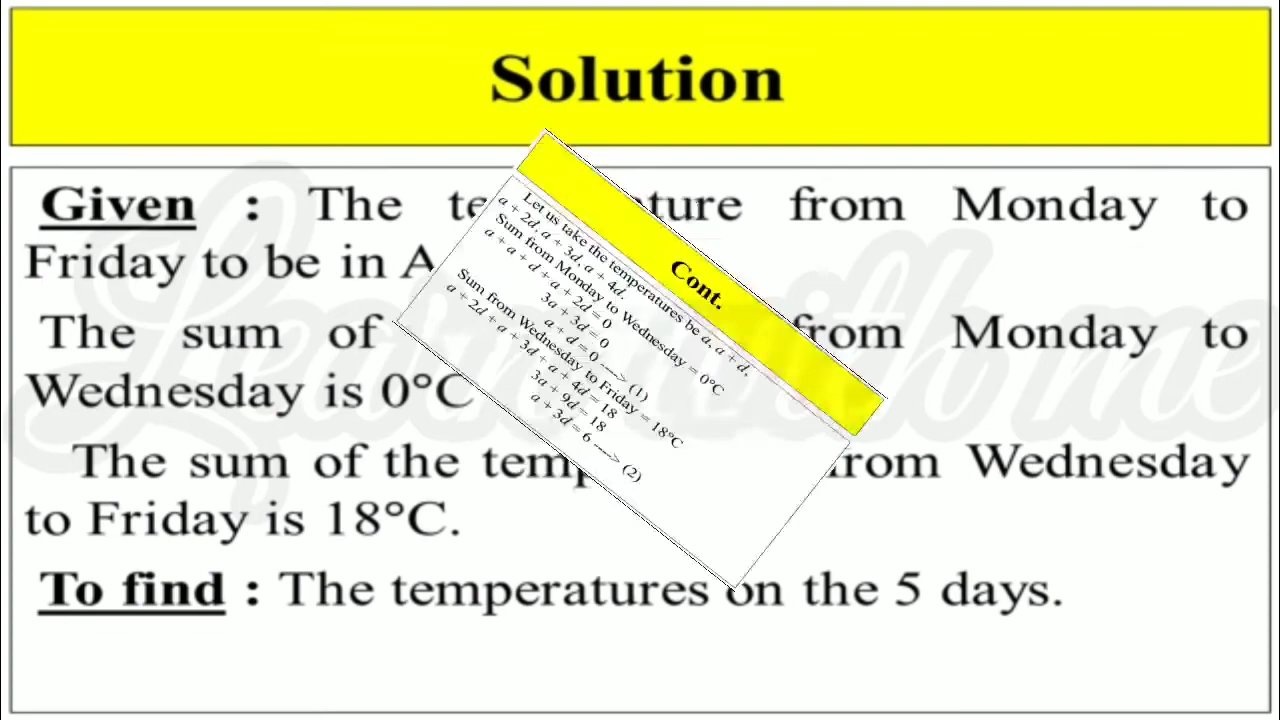 Solution
Given : The te ature from Monday to
Friday to be in A
The sum of from Monday to
Wednesday is 0°C
The sum of the temp from Wednesday
to Friday is 18°C.
To find : The temperatures on the 5 days.
Cont.
Let us take the temperatures be a, a + d,
a + 2d, a + 3d, a + 4d.
Sum from Monday to Wednesday = 0°C
a + a + d + a + 2d = 0
3a + 3d = 0
a + d = 0 ----> (1)
Sum from Wednesday to Friday = 18°C
a + 2d + a + 3d + a + 4d = 18
3a + 9d = 18
a + 3d = 6 ----> (2)